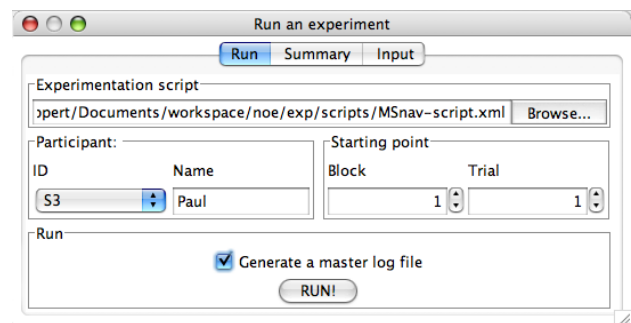 Run an experiment
Run Summary Input
Experimentation script
opert/Documents/workspace/noe/exp/scripts/MSnav-script.xml Browse...
Participant: Starting point
ID Name Block Trial
S3 Paul 1 1
Run
Generate a master log file
RUN!